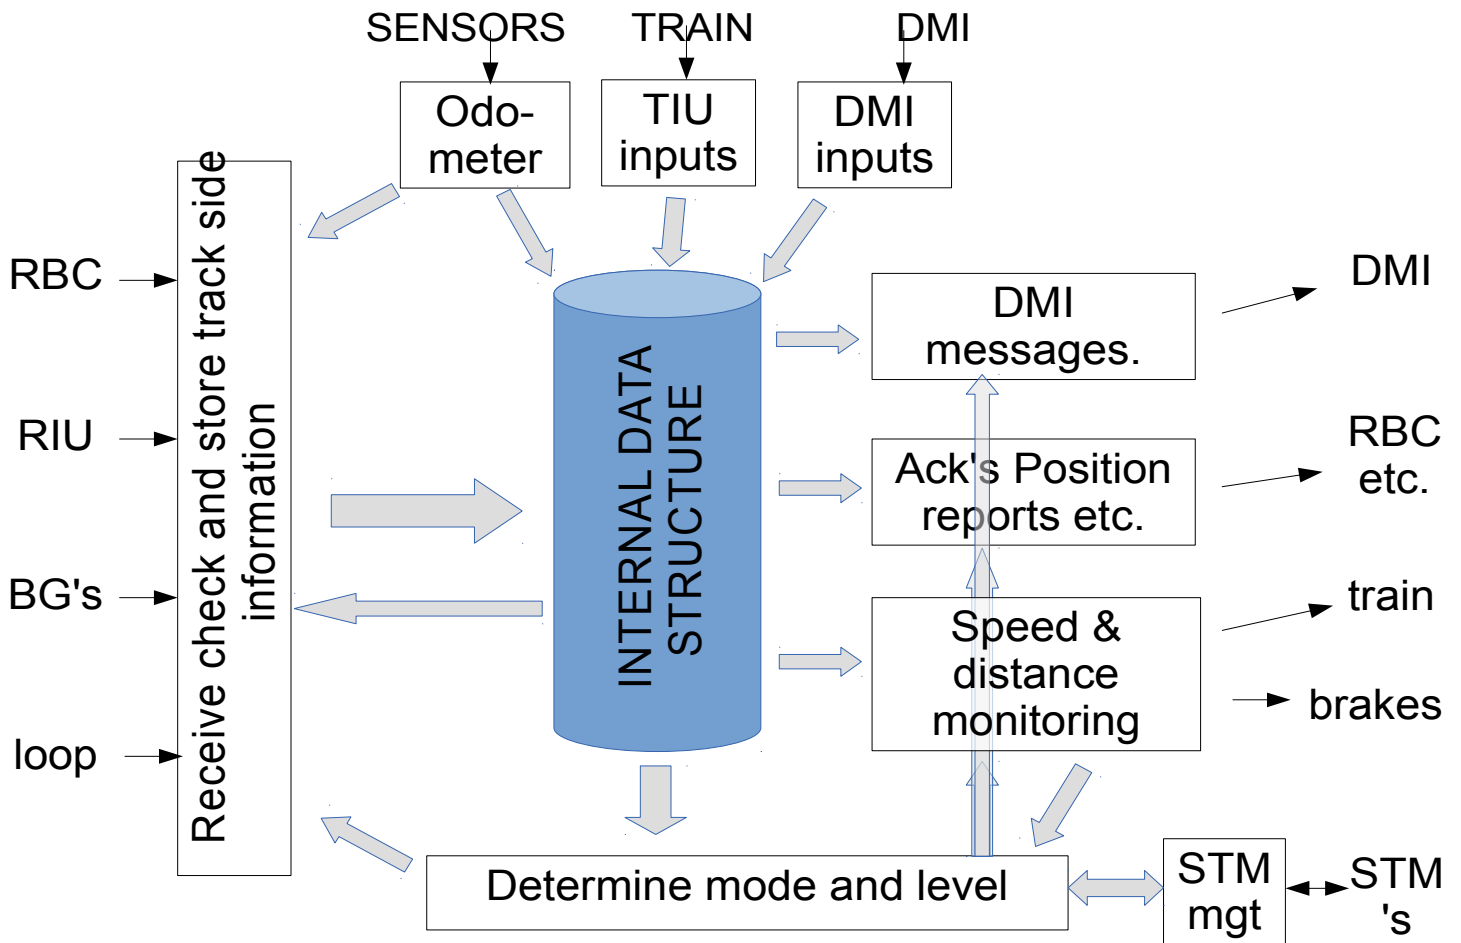 SENSORS
TRAIN
DMI
Odo-
meter
TIU
inputs
DMI
inputs
Receive check and store track side
information
RBC
RIU
BG's
loop
INTERNAL DATA
STRUCTURE
DMI
messages.
DMI
Ack's Position
reports etc.
RBC
etc.
Speed &
distance
monitoring
train
brakes
Determine mode and level
STM
mgt
STM
's